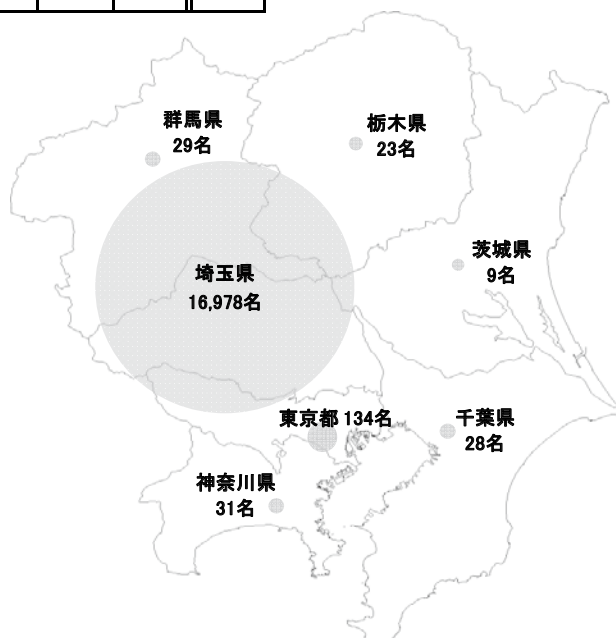 群馬県
29名
栃木県
23名
茨城県
9名
埼玉県
16,978名
東京都 134名
千葉県
28名
神奈川県
31名